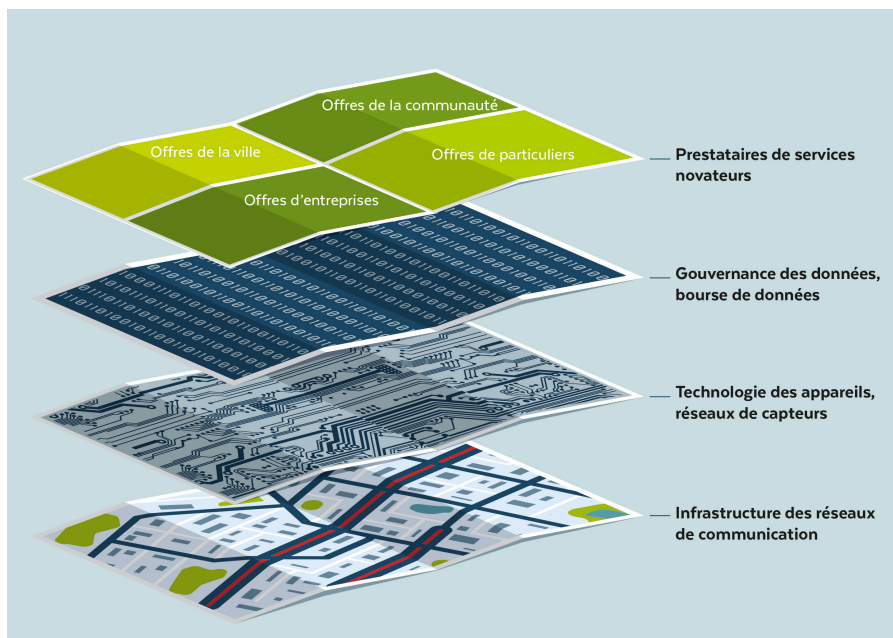 Offres de la communauté
Offres de la ville
Offres de particuliers
Offres d'entreprises
Prestataires de services
novateurs
Gouvernance des données,
bourse de données
Technologie des appareils,
réseaux de capteurs
Infrastructure des réseaux
de communication